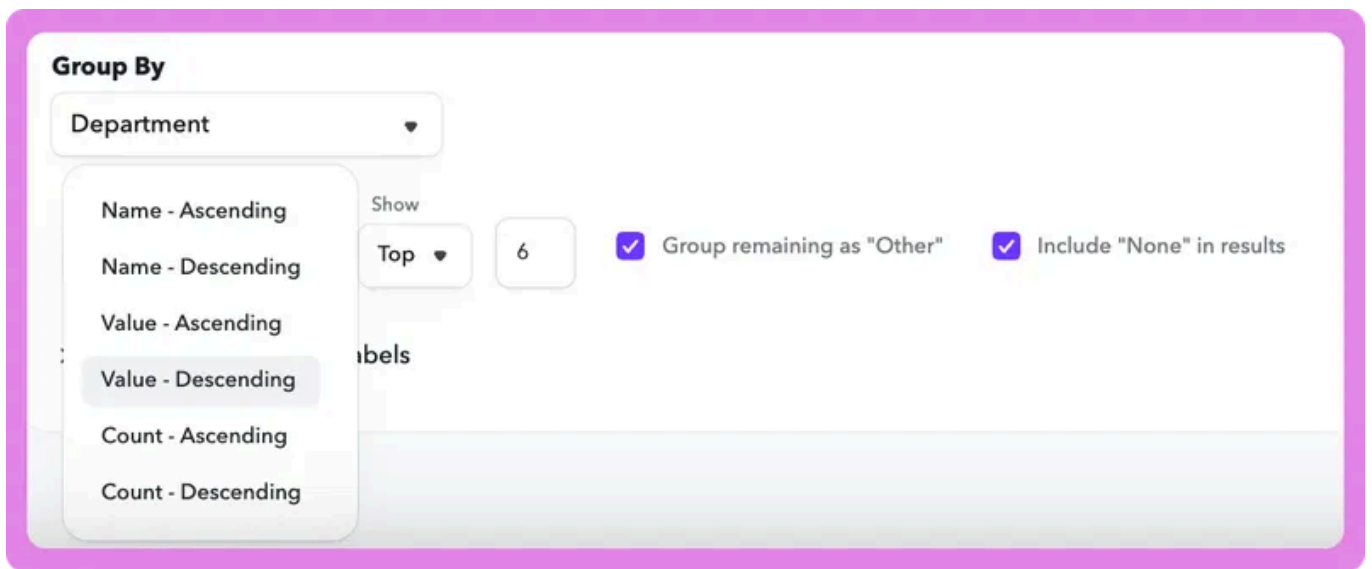 Group By
Department
Name - Ascending
Name - Descending
Value - Ascending
Value - Descending
Count - Ascending
Count - Descending
Show
Top
6
Group remaining as "Other"
Include "None" in results